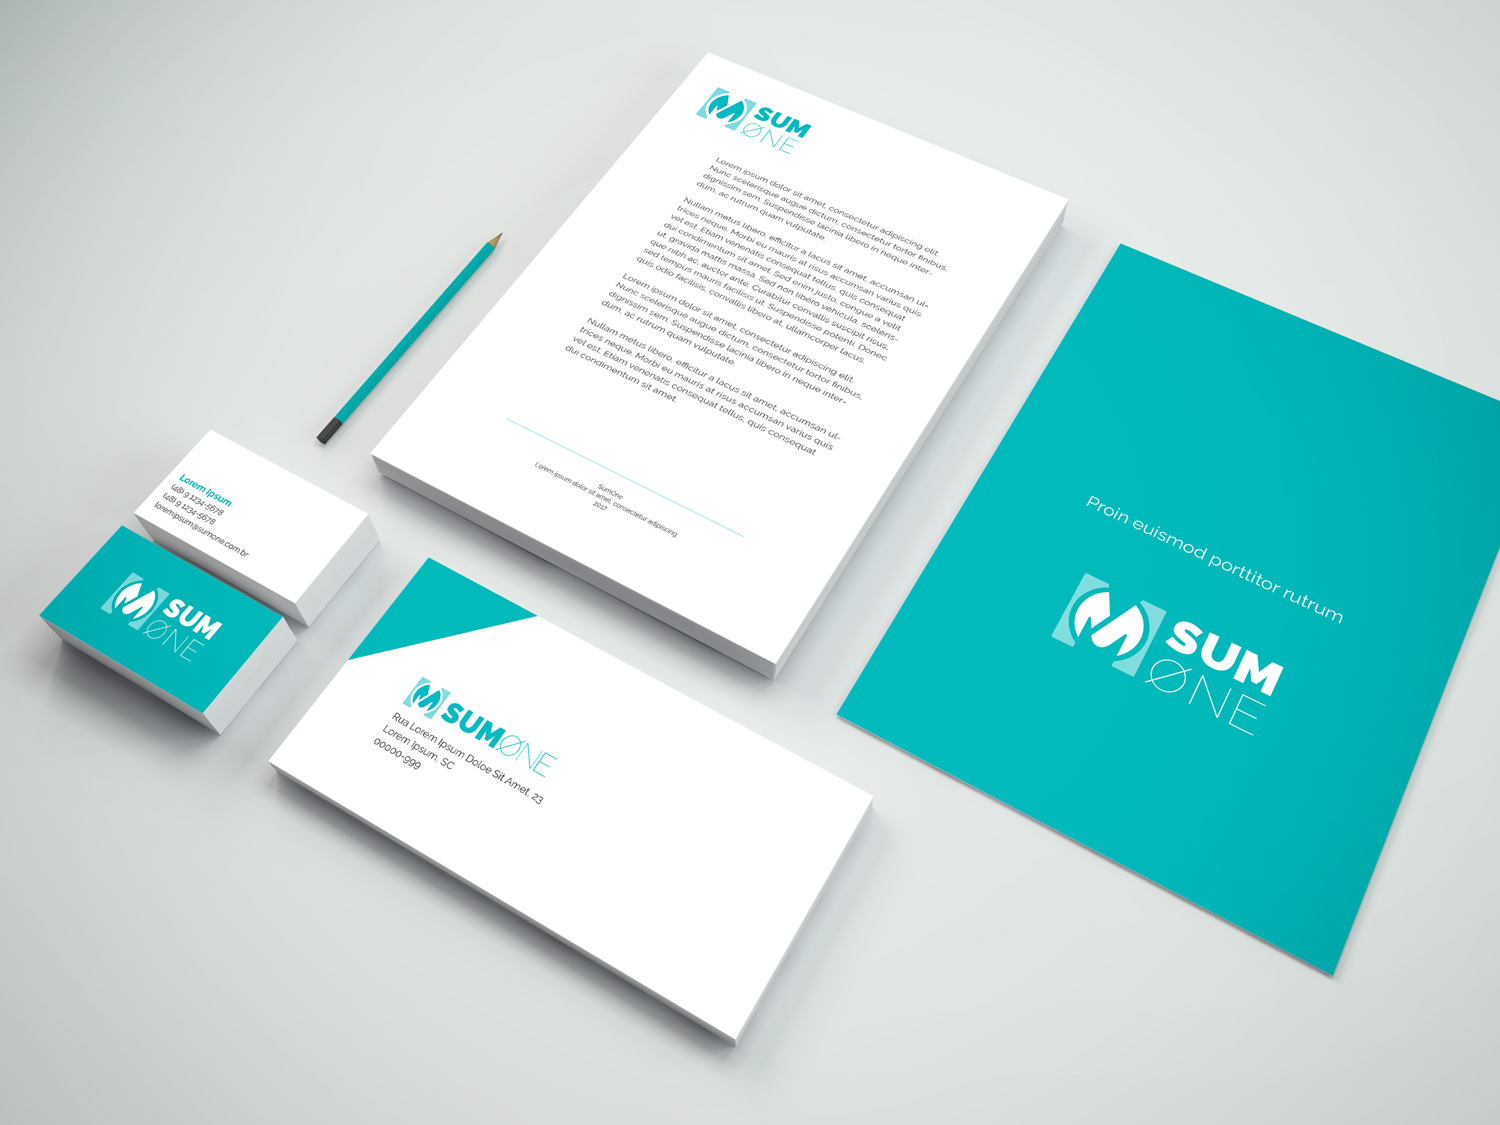 SUM
ØNE
Lorem ipsum dolor sit amet, consectetur adipiscing elit.
Nunc scelerisque augue dictum, consectetur tortor finibus,
dignissim sem. Suspendisse lacinia libero in neque inter-
dum, ac rutrum quam vulputate.
Nullam metus libero, efficitur a lacus sit amet, accumsan ul-
trices neque. Morbi eu mauris at risus accumsan varius quis
vel est. Etiam venenatis consequat tellus, quis consequat
dui condimentum sit amet. Sed enim justo, congue a velit
ut, gravida mattis massa. Sed non libero vehicula, sceleris-
que nibh ac, auctor ante. Curabitur convallis suscipit risus,
sed tempus mauris facilisis ut. Suspendisse potenti. Donec
quis odio facilisis, convallis libero at, ullamcorper lacus.
Lorem ipsum dolor sit amet, consectetur adipiscing elit.
Nunc scelerisque augue dictum, consectetur tortor finibus,
dignissim sem. Suspendisse lacinia libero in neque inter-
dum, ac rutrum quam vulputate.
Nullam metus libero, efficitur a lacus sit amet, accumsan ul-
trices neque. Morbi eu mauris at risus accumsan varius quis
vel est. Etiam venenatis consequat tellus, quis consequat
dui condimentum sit amet.
SumOne
Lorem ipsum dolor sit amet, consectetur adipiscing
2017
Lorem Ipsum
(48) 9 1234-5678
(48) 9 1234-5678
loremipsum@sumone.com.br
SUM
ØNE
SUMØNE
Rua Lorem Ipsum Doloe Sit Amet, 23
Lorem Ipsum, SC
00000-999
Proin euismod porttitor rutrum
SUM
ØNE